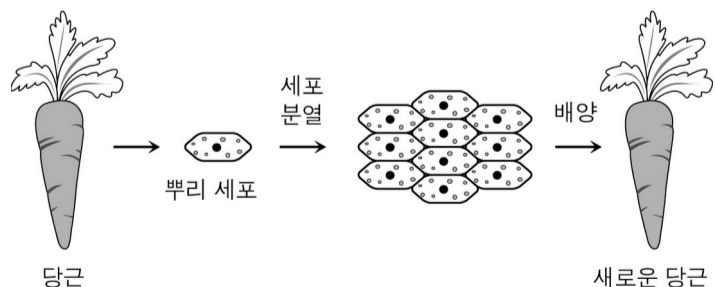 세포
분열
배양
뿌리 세포
당근
새로운 당근